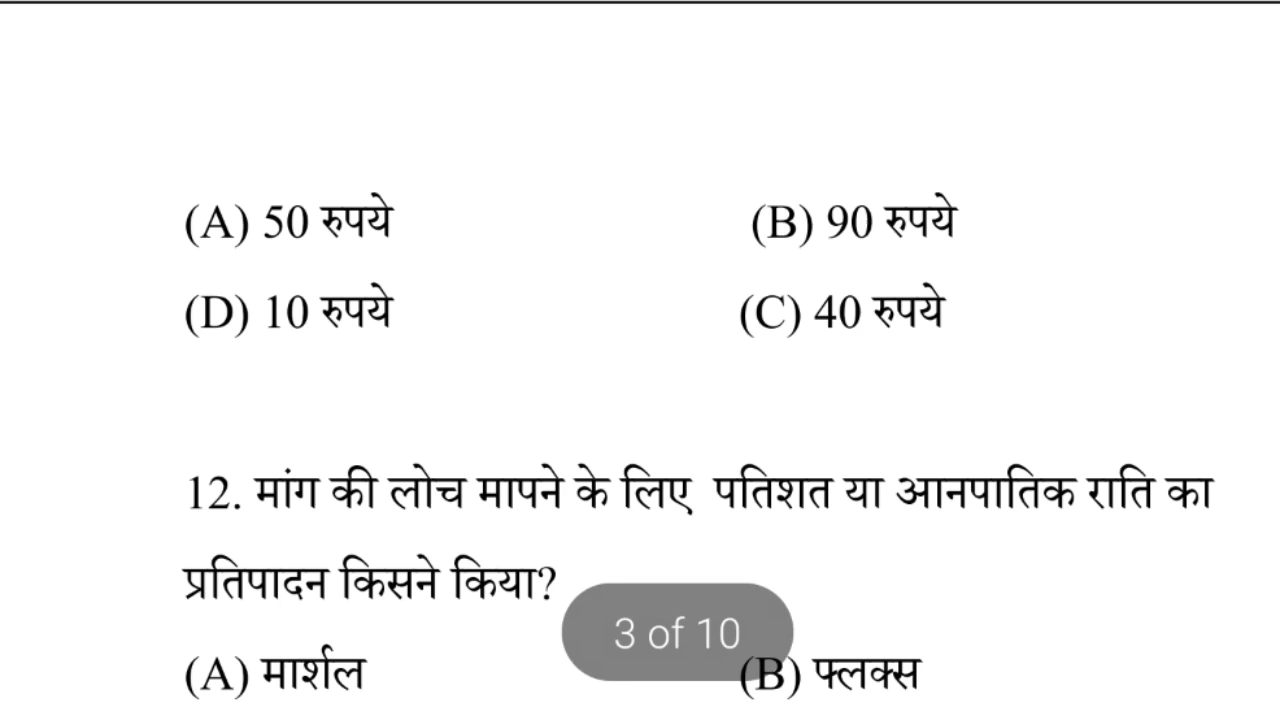 (A) 50 रुपये (B) 90 रुपये
(D) 10 रुपये (C) 40 रुपये
12. मांग की लोच मापने के लिए पतिशत या आनपातिक राति का
प्रतिपादन किसने किया?
3 of 10
(A) मार्शल (B) फ्लक्स